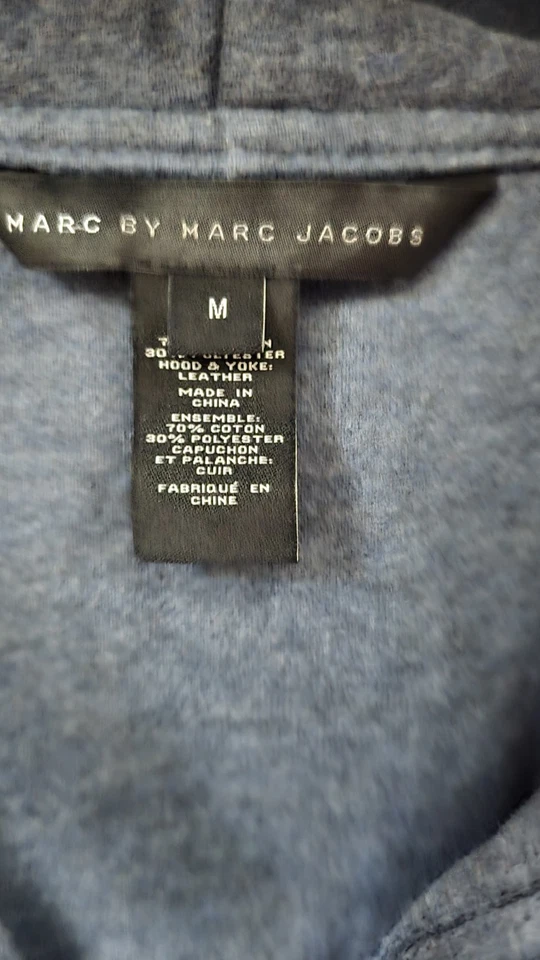 MARC BY MARC JACOBS
M
HOOD & YOKE:
LEATHER
MADE IN
CHINA
ENSEMBLE:
70% COTON
30% POLYESTER
CAPUCHON
ET PALANCHE:
CUIR
FABRIQUÉ EN
CHINE